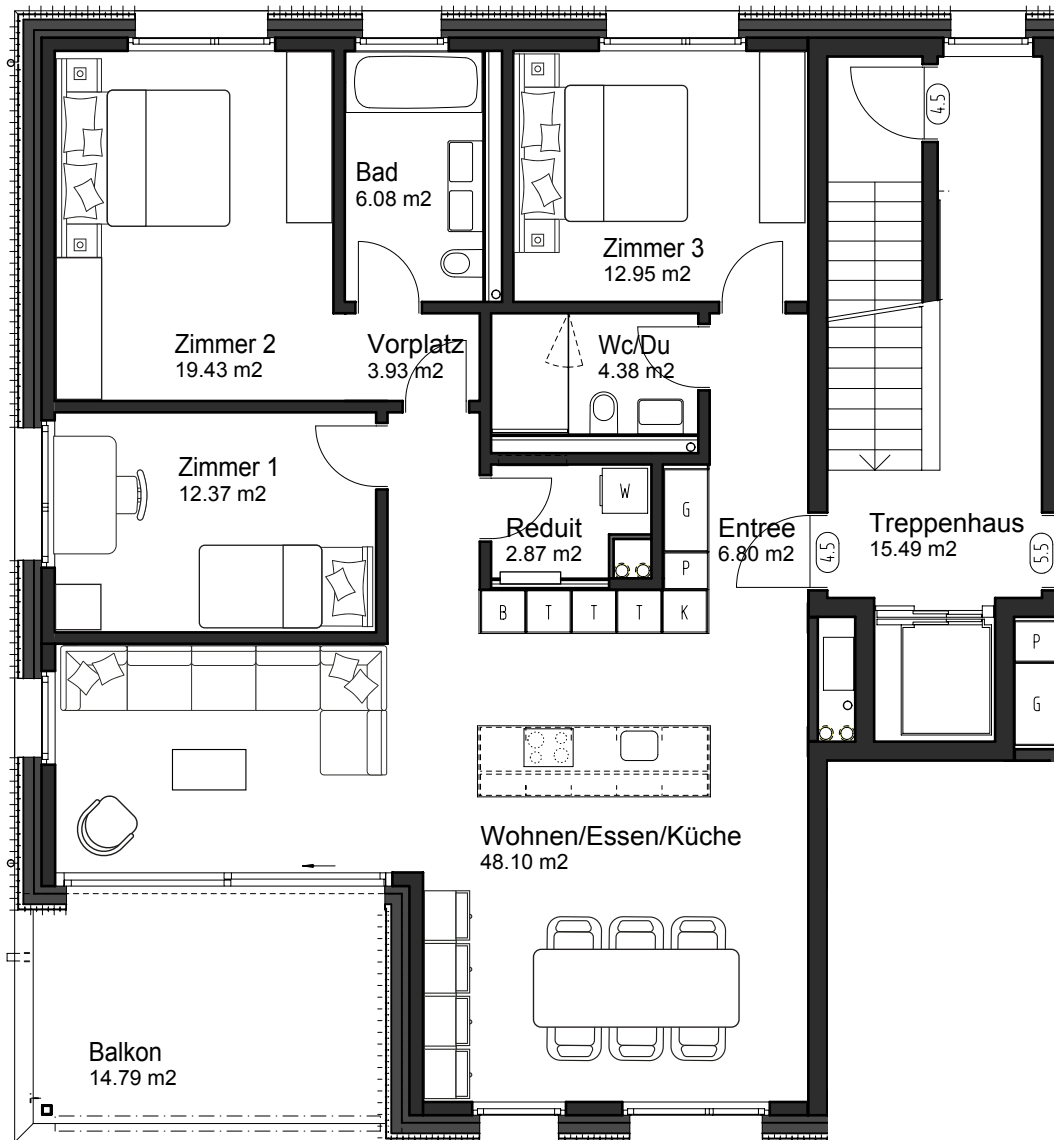 4.5
Bad
6.08 m2
Zimmer 3
12.95 m2
Zimmer 2
19.43 m2
Vorplatz
3.93 m2
Wc/Du
4.38 m2
Zimmer 1
12.37 m2
W
G
Reduit
2.87 m2
Entree
6.80 m2
Treppenhaus
15.49 m2
4.5
5.5
P
B
T
T
T
K
P
G
Wohnen/Essen/Küche
48.10 m2
Balkon
14.79 m2